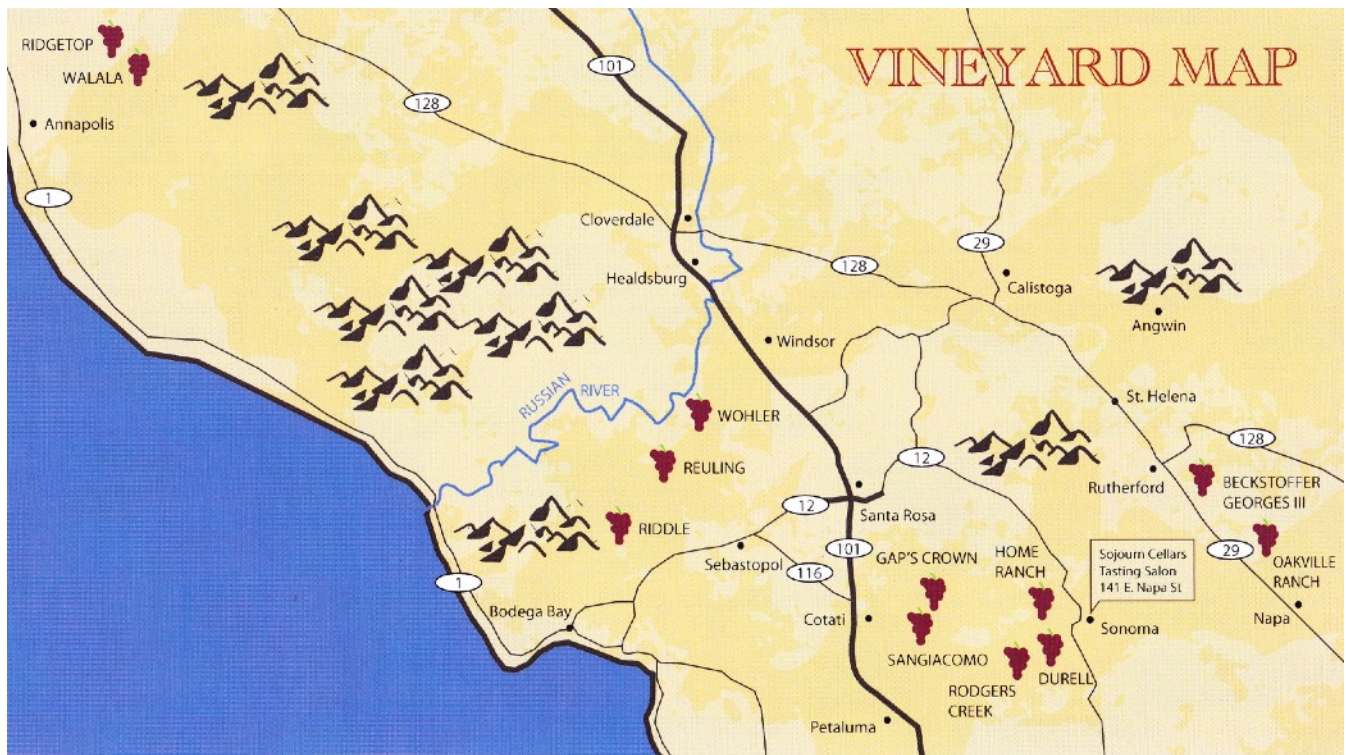 VINEYARD MAP
RIDGETOP
WALALA
Annapolis
1
128
101
Cloverdale
Healdsburg
128
29
Calistoga
Angwin
Windsor
RUSSIAN RIVER
WOHLER
REULING
RIDDLE
St. Helena
128
Rutherford
BECKSTOFFER
GEORGES III
12
12
Santa Rosa
101
116
Sebastopol
1
Bodega Bay
Cotati
GAP'S CROWN
SANGIACOMO
HOME
RANCH
RODGERS
CREEK
DURELL
Sojourn Cellars
Tasting Salon
141 E. Napa St
Sonoma
29
OAKVILLE
RANCH
Napa
Petaluma